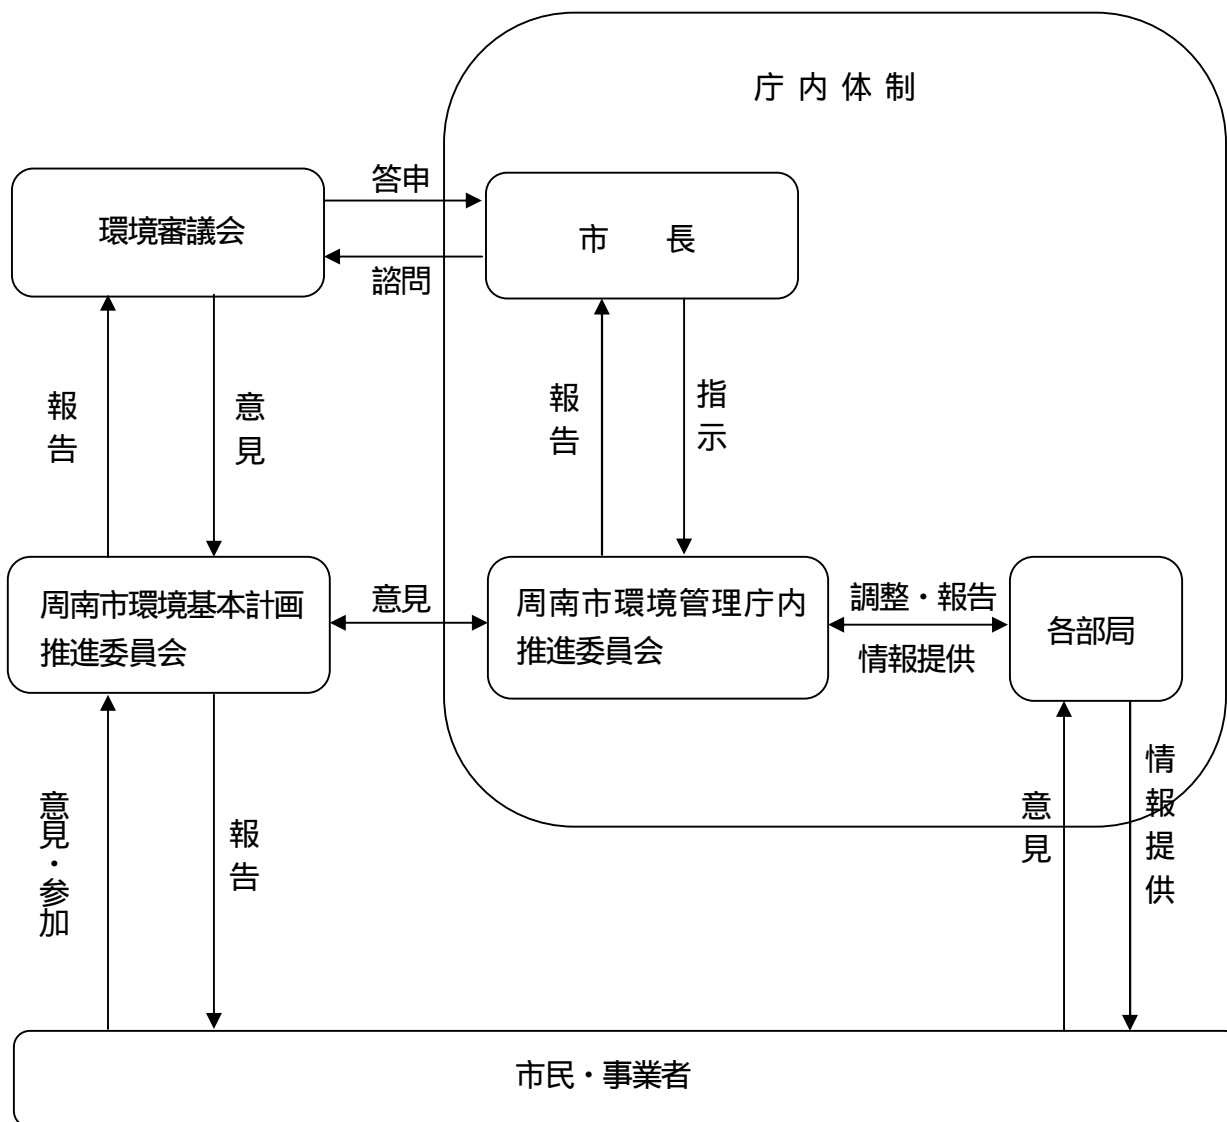 庁内体制
答申
環境審議会
市　長
諮問
報告
意見
報告
指示
周南市環境基本計画
推進委員会
意見
周南市環境管理庁内
推進委員会
調整・報告
情報提供
各部局
意見・参加
報告
意見
情報提供
市民・事業者